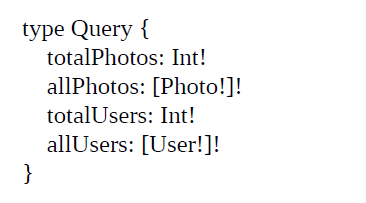 type Query {
    totalPhotos: Int!
    allPhotos: [Photo!]!
    totalUsers: Int!
    allUsers: [User!]!
}